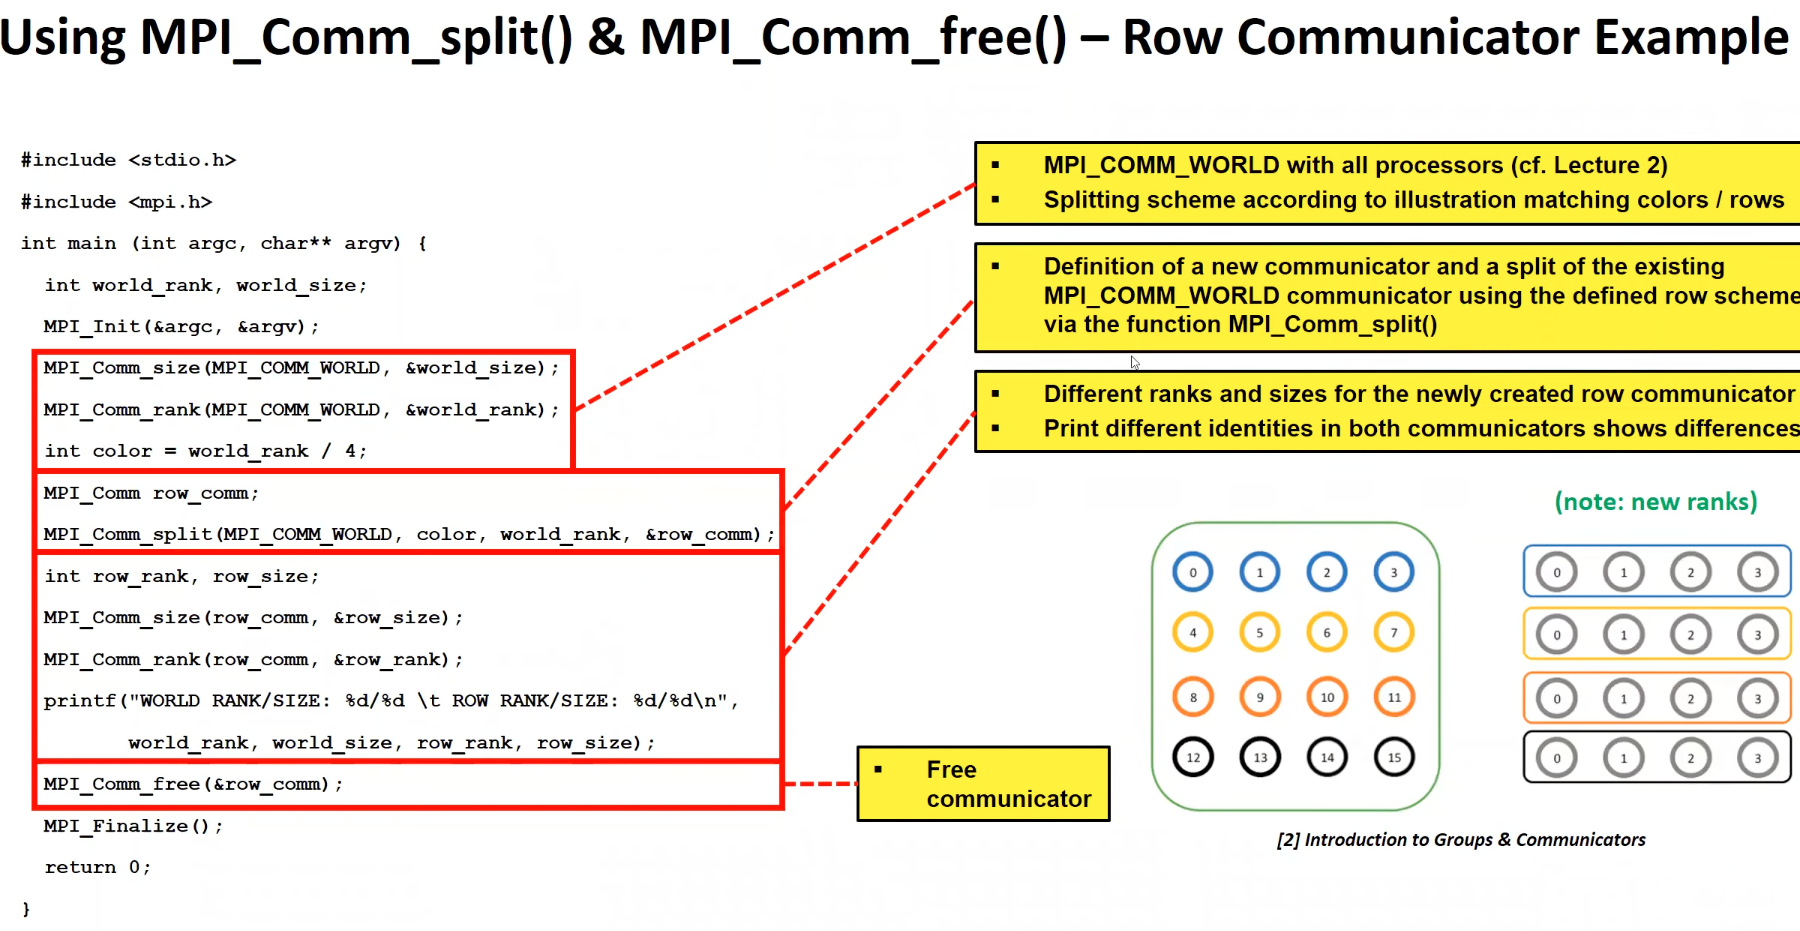 Using MPI_Comm_split() & MPI_Comm_free() – Row Communicator Example
#include <stdio.h>
#include <mpi.h>
int main (int argc, char** argv) {
int world_rank, world_size;
MPI_Init(&argc, &argv);
MPI_Comm_size(MPI_COMM_WORLD, &world_size);
MPI_Comm_rank(MPI_COMM_WORLD, &world_rank);
int color = world_rank / 4;
MPI_Comm row_comm;
MPI_Comm_split(MPI_COMM_WORLD, color, world_rank, &row_comm);
int row_rank, row_size;
MPI_Comm_size(row_comm, &row_size);
MPI_Comm_rank(row_comm, &row_rank);
printf("WORLD RANK/SIZE: %d/%d \t ROW RANK/SIZE: %d/%d\n",
world_rank, world_size, row_rank, row_size);
MPI_Comm_free(&row_comm);
MPI_Finalize();
return 0;
}
▪ MPI_COMM_WORLD with all processors (cf. Lecture 2)
▪ Splitting scheme according to illustration matching colors / rows
▪ Definition of a new communicator and a split of the existing
MPI_COMM_WORLD communicator using the defined row scheme
via the function MPI_Comm_split()
▪ Different ranks and sizes for the newly created row communicator
▪ Print different identities in both communicators shows differences
▪ Free
communicator
(note: new ranks)
0 1 2 3
4 5 6 7
8 9 10 11
12 13 14 15
0 1 2 3
0 1 2 3
0 1 2 3
0 1 2 3
[2] Introduction to Groups & Communicators